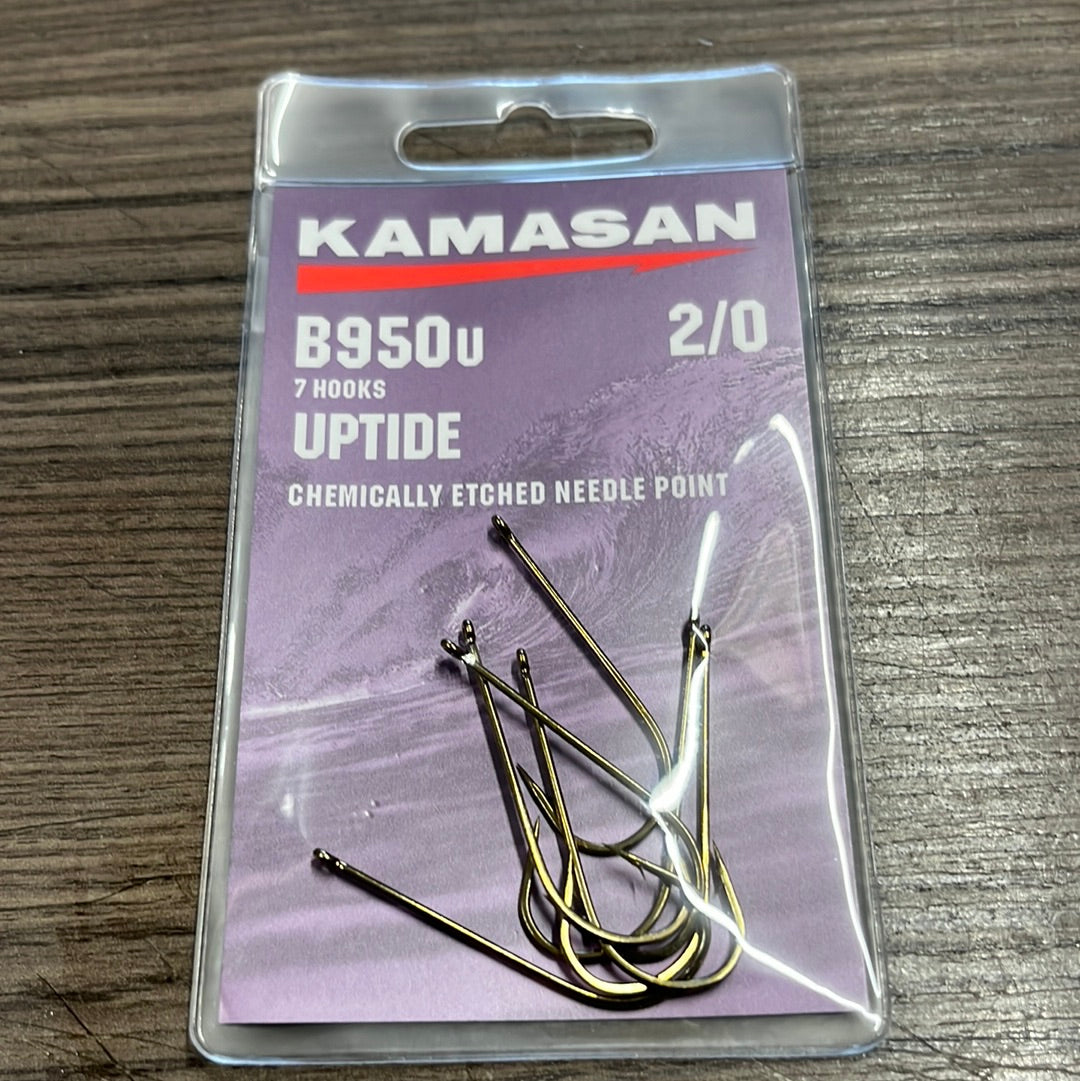 KAMASAN
B950U 2/0
7 HOOKS
UPTIDE
CHEMICALLY ETCHED NEEDLE POINT